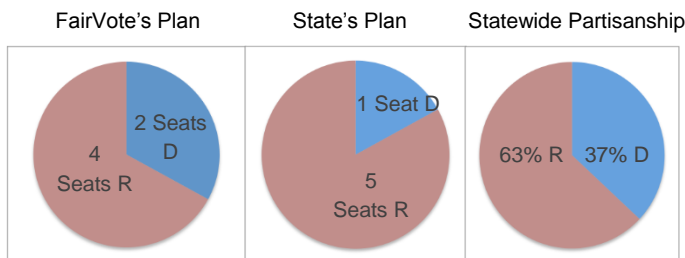 FairVote’s Plan
State’s Plan
Statewide Partisanship
2 Seats
D
4
Seats R
1 Seat D
5
Seats R
63% R
37% D